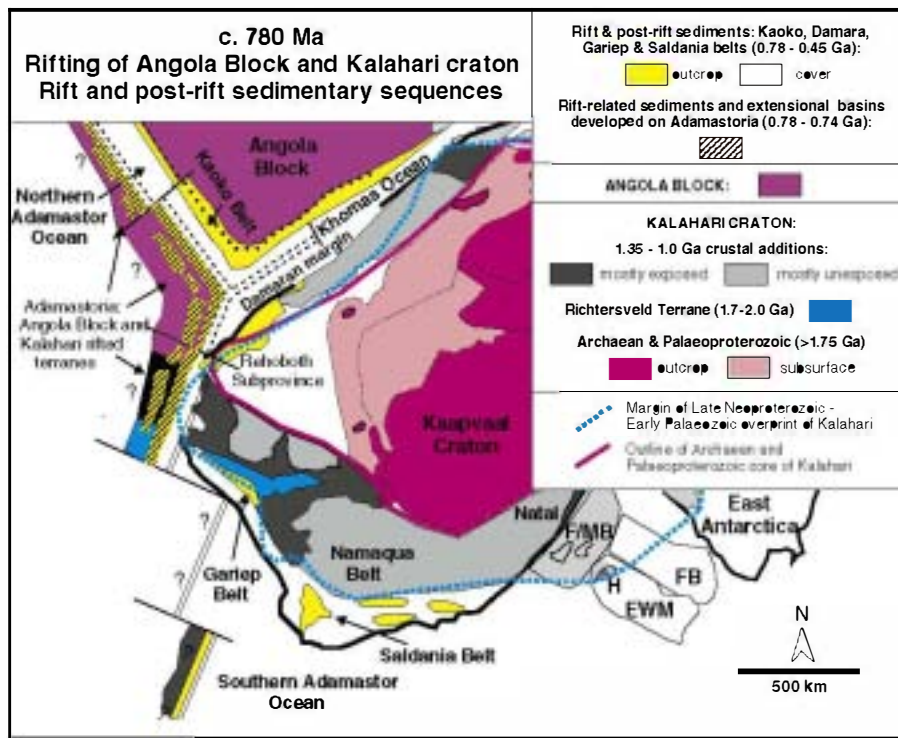 c. 780 Ma
Rifting of Angola Block and Kalahari craton
Rift and post-rift sedimentary sequences
Rift & post-rift sediments: Kaoko, Damara,
Gariep & Saldania belts (0.78 - 0.45 Ga):
outcrop
cover
Rift-related sediments and extensional basins
developed on Adamastoria (0.78 - 0.74 Ga):
ANGOLA BLOCK:
KALAHARI CRATON:
1.35 - 1.0 Ga crustal additions:
mostly exposed
mostly unexposed
Richtersveld Terrane (1.7-2.0 Ga)
Archaean & Palaeoproterozoic (>1.75 Ga)
outcrop
subsurface
Margin of Late Neoproterozoic -
Early Palaeozoic overprint of Kalahari
Outline of Archaean and
Palaeoproterozoic core of Kalahari
?
Angola
Block
Kaoko Belt
Khomas Ocean
Damaran margin
Northern
Adamastor
Ocean
?
Adamastoria:
Angola Block and
Kalahari rifted
terranes
?
Rehoboth
Subprovince
Kaapvaal
Craton
?
?
Gariep
Belt
Namaqua
Belt
Natal
F/MB
H
FB
EWM
East
Antarctica
Saldania Belt
?
Southern Adamastor
Ocean
N
500 km